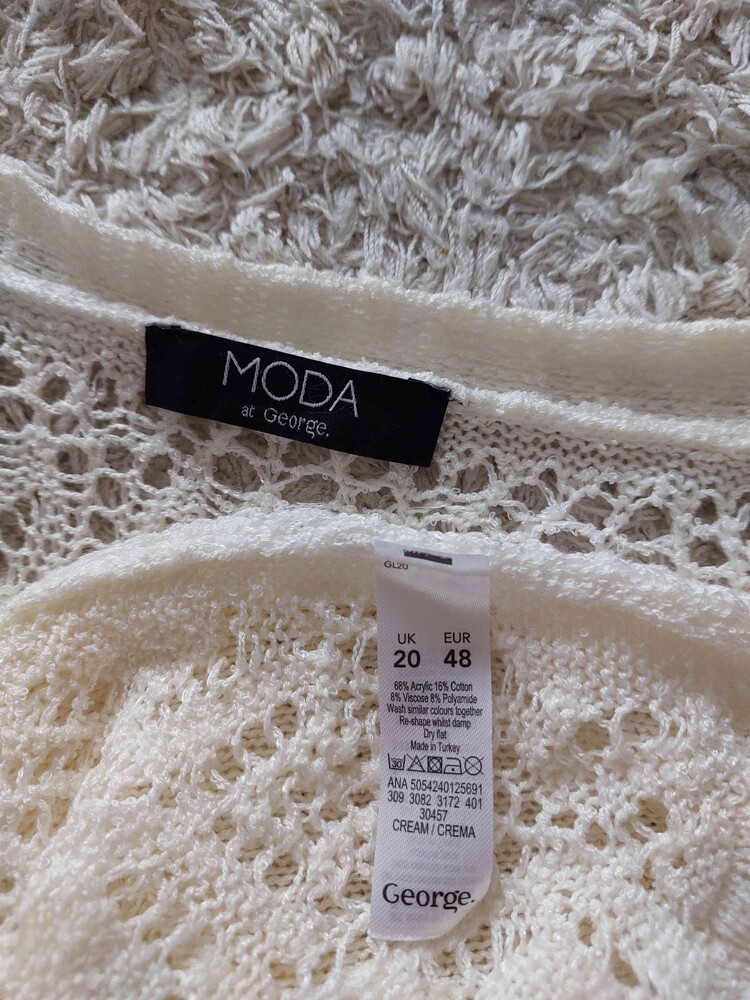 MODA
at George.
GL20
UK EUR
20 48
68% Acrylic 16% Cotton
8% Viscose 8% Polyamide
Wash similar colours together
Re-shape whilst damp
Dry flat
Made in Turkey
30
ANA 5054240125691
309 3082 3172 401
30457
CREAM / CREMA
George.